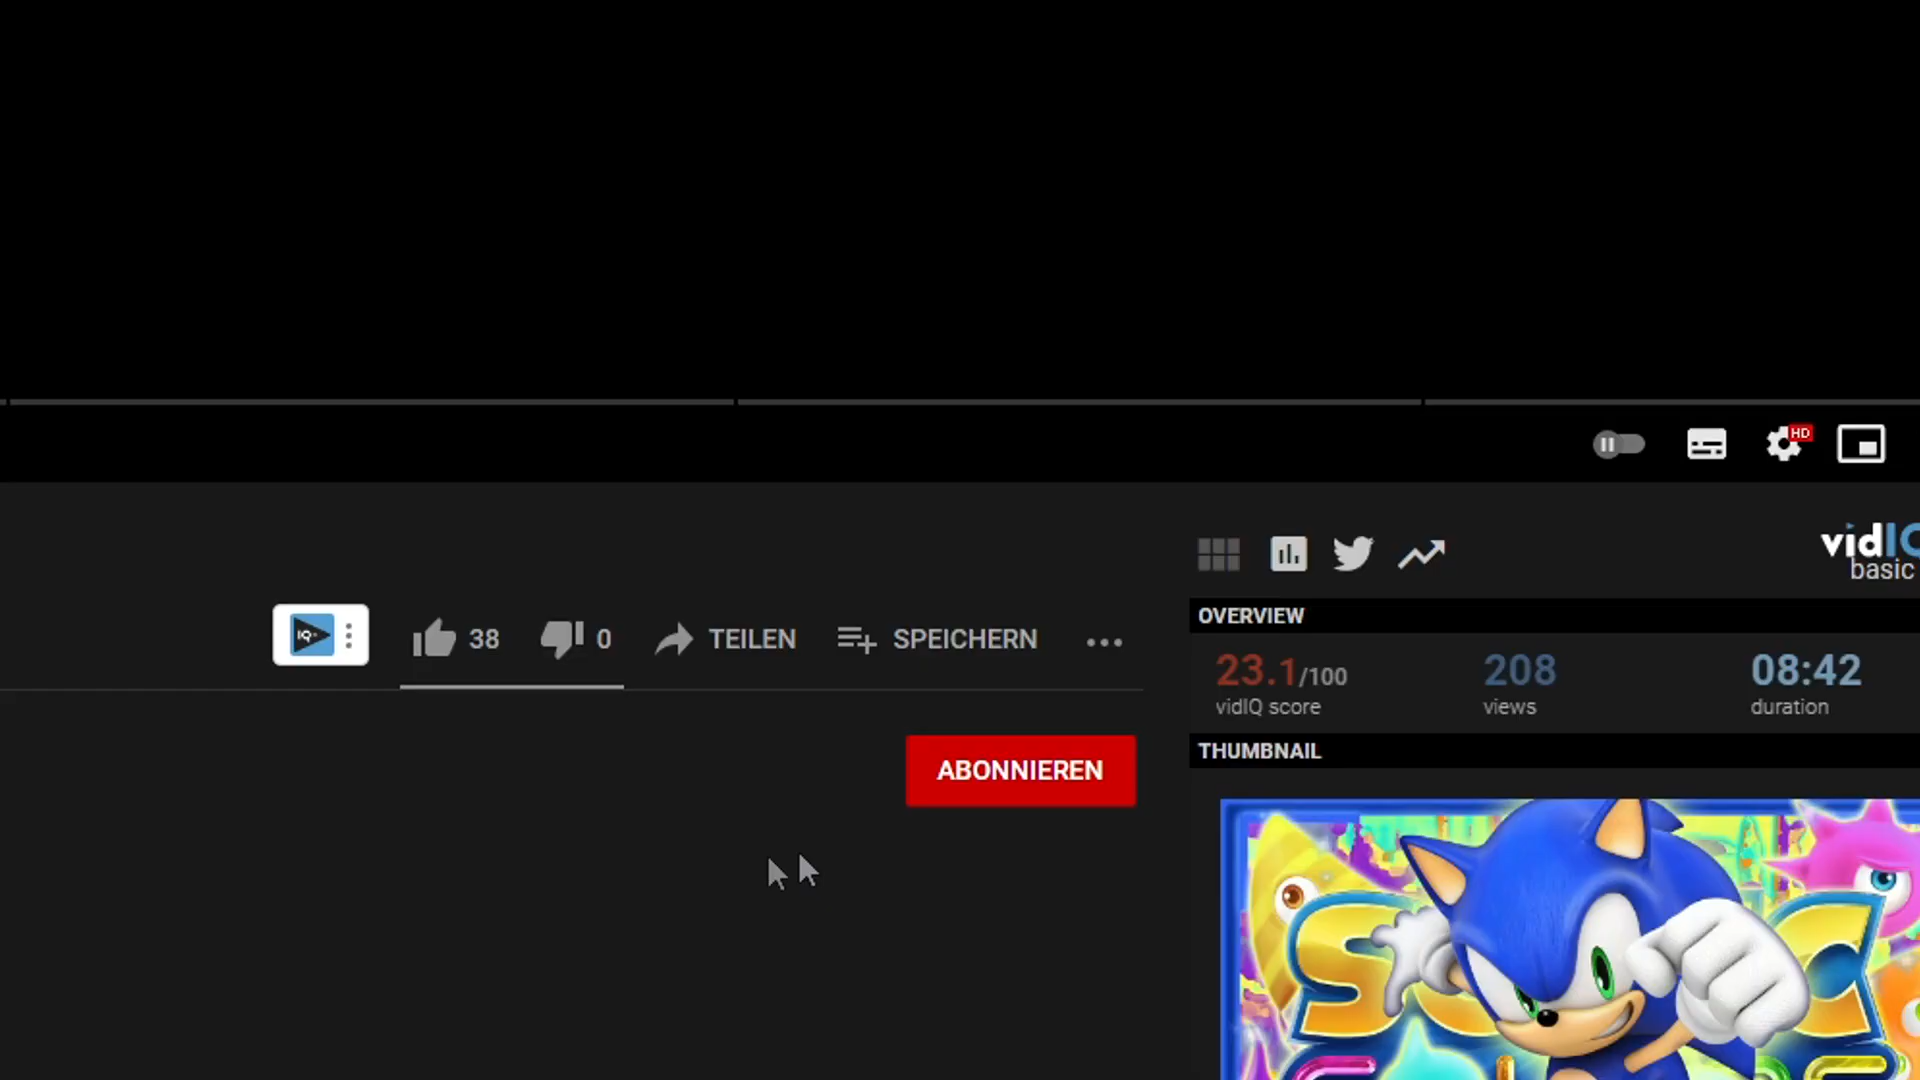 HD
vidIQ
basic
IQ
38
0
TEILEN
SPEICHERN
OVERVIEW
23.1/100
208
08:42
vidIQ score
views
duration
ABONNIEREN
THUMBNAIL